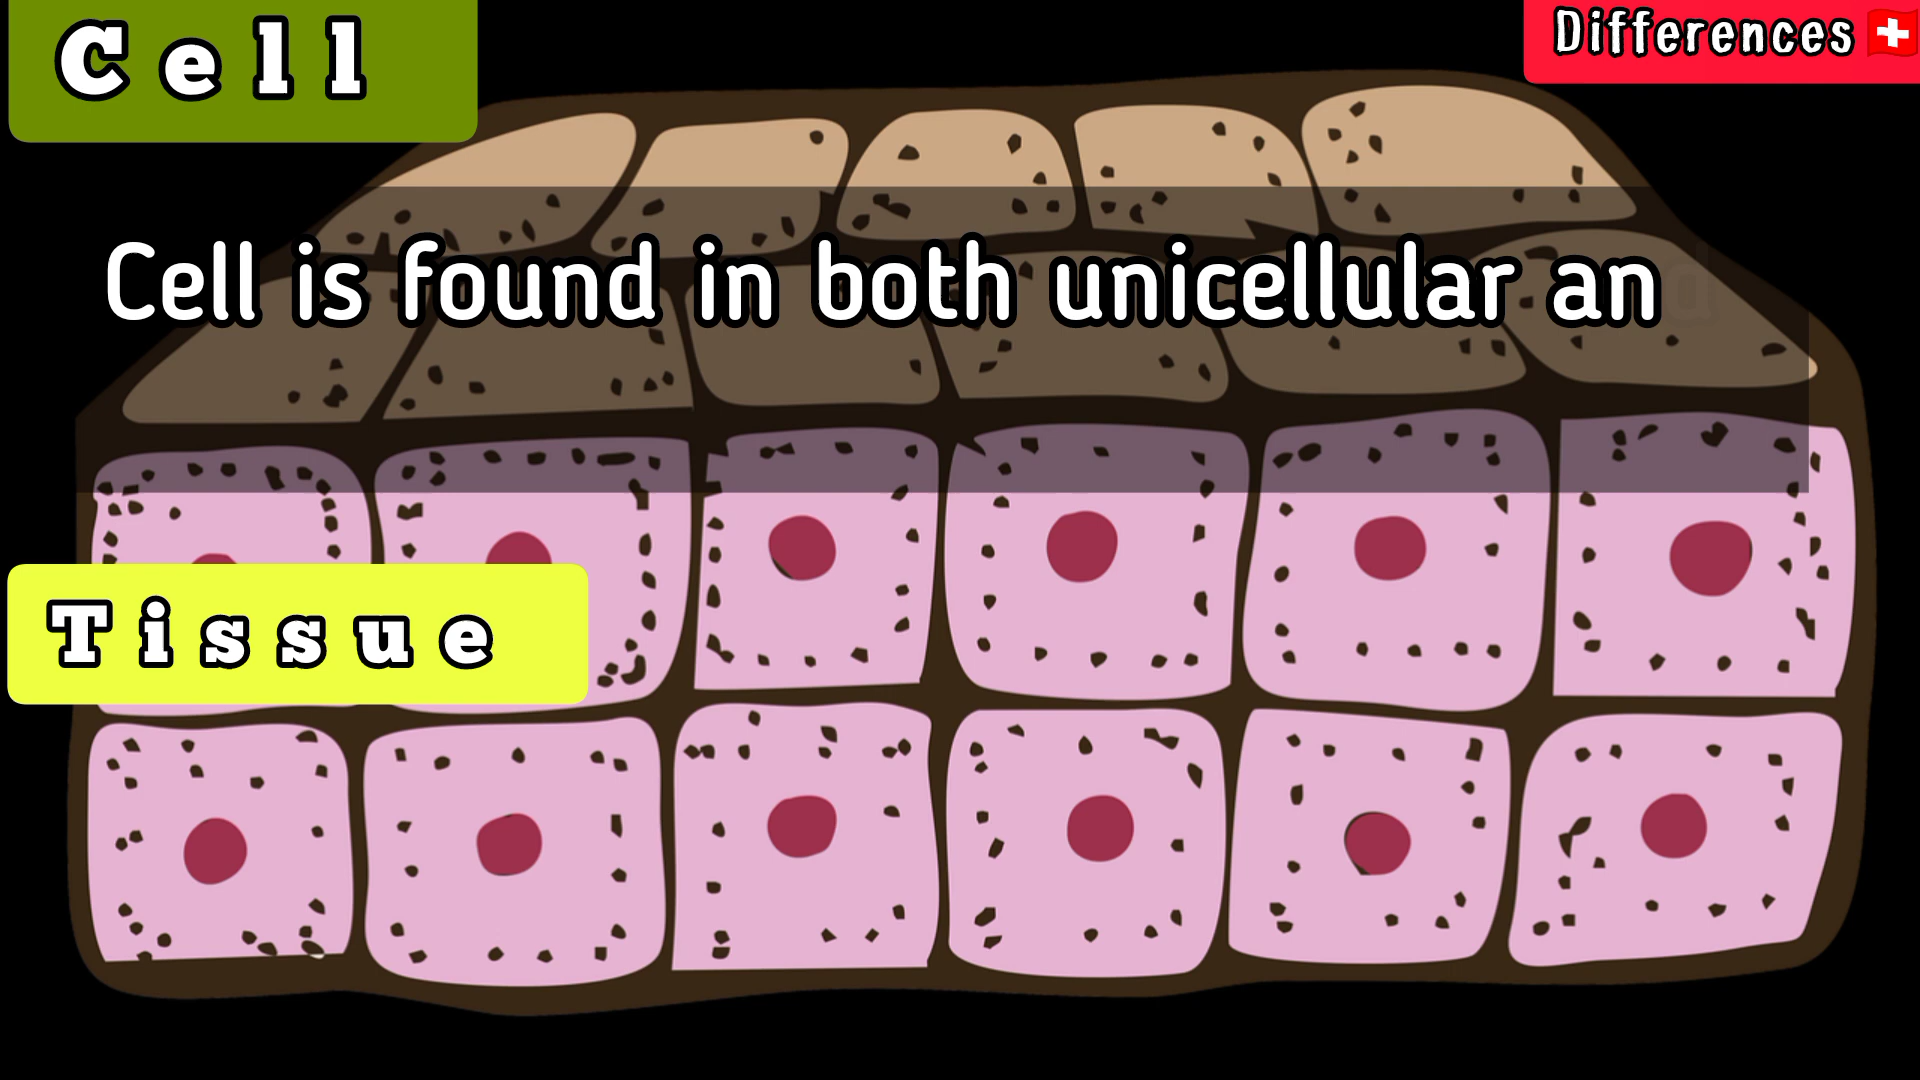 Cell
Differences
Cell is found in both unicellular an
Tissue